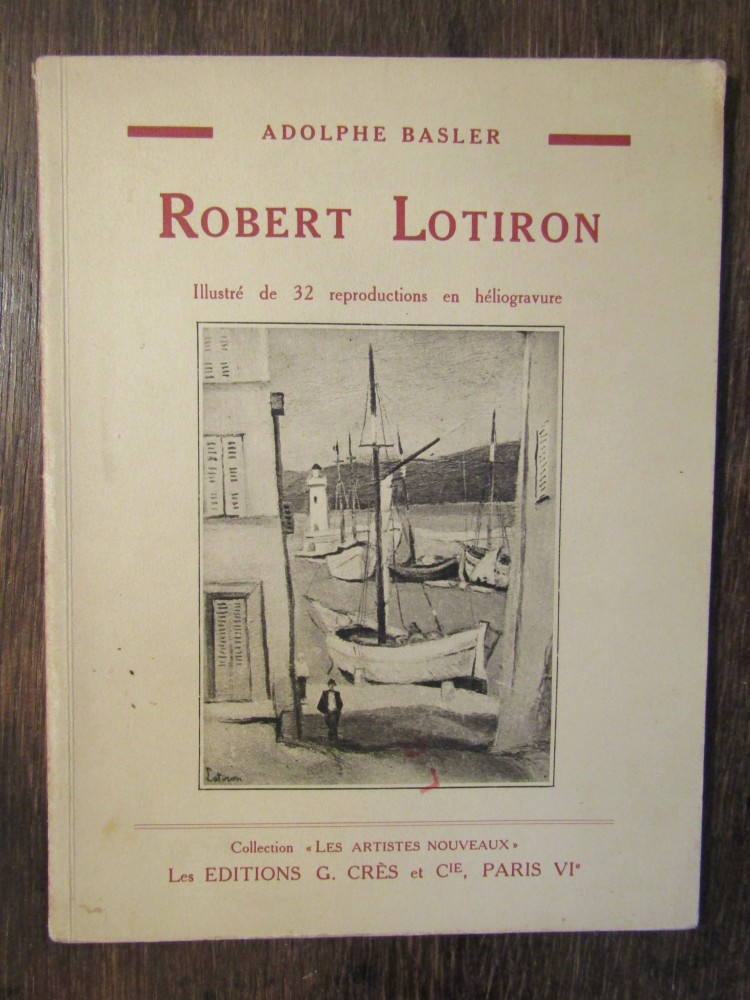 ADOLPHE BASLER
ROBERT LOTIRON
Illustré de 32 reproductions en héliogravure
Lotiron
Collection « LES ARTISTES NOUVEAUX »
Les EDITIONS G. CRÈS et CIE, PARIS VIe